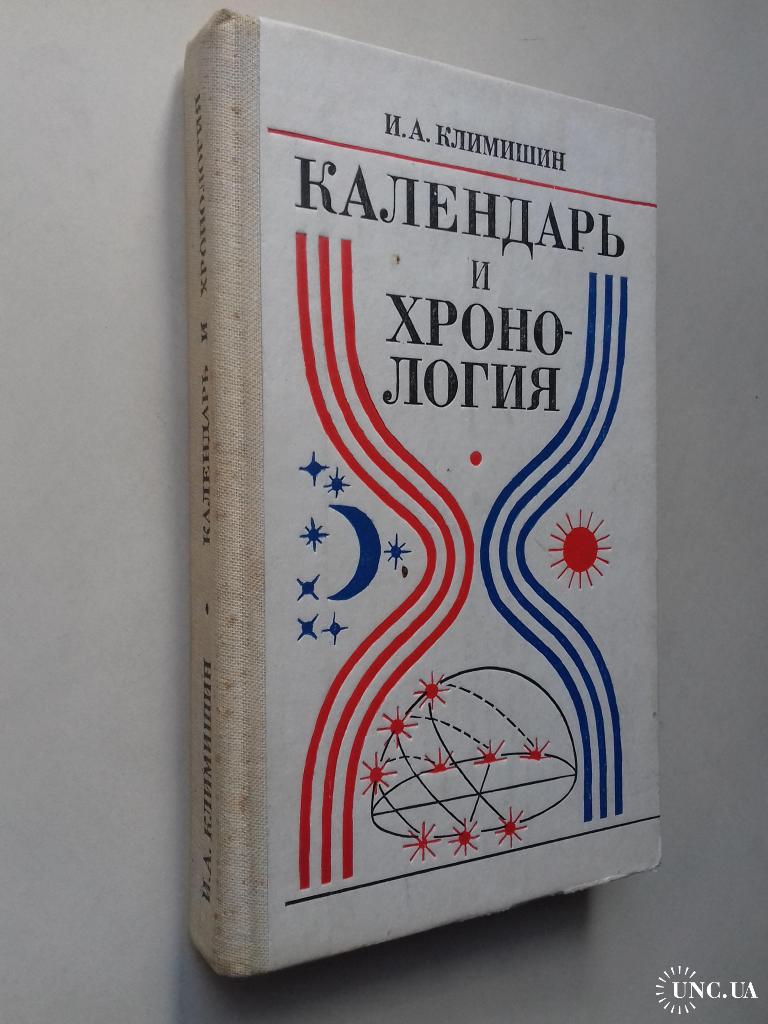 И.А. КЛИМИШИН
КАЛЕНДАРЬ
И
ХРОНО-
ЛОГИЯ
И.А. КЛИМИШИН • КАЛЕНДАРЬ И ХРОНОЛОГИЯ
UNC.UA